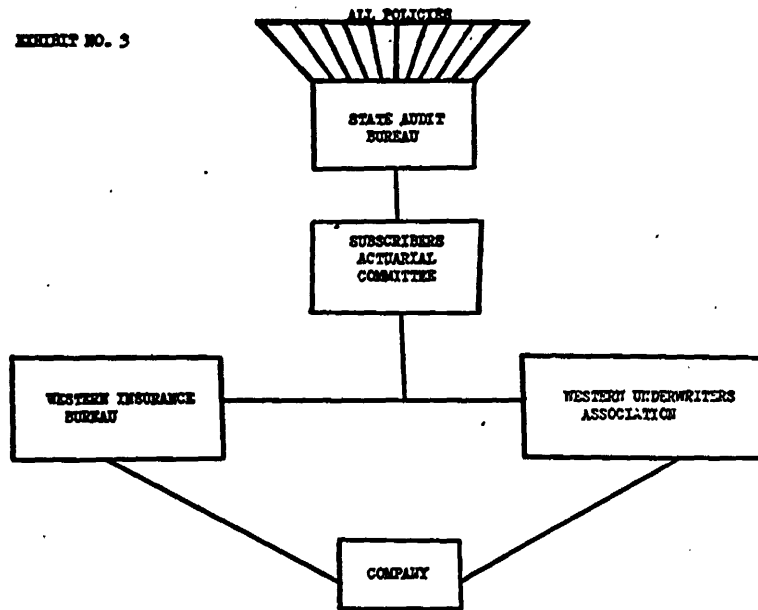 ALL POLICIES
EXHIBIT NO. 3
STATE AUDIT
BUREAU
SUBSCRIBERS
ACTUARIAL
COMMITTEE
WESTERN INSURANCE
BUREAU
WESTERN UNDERWRITERS
ASSOCIATION
COMPANY